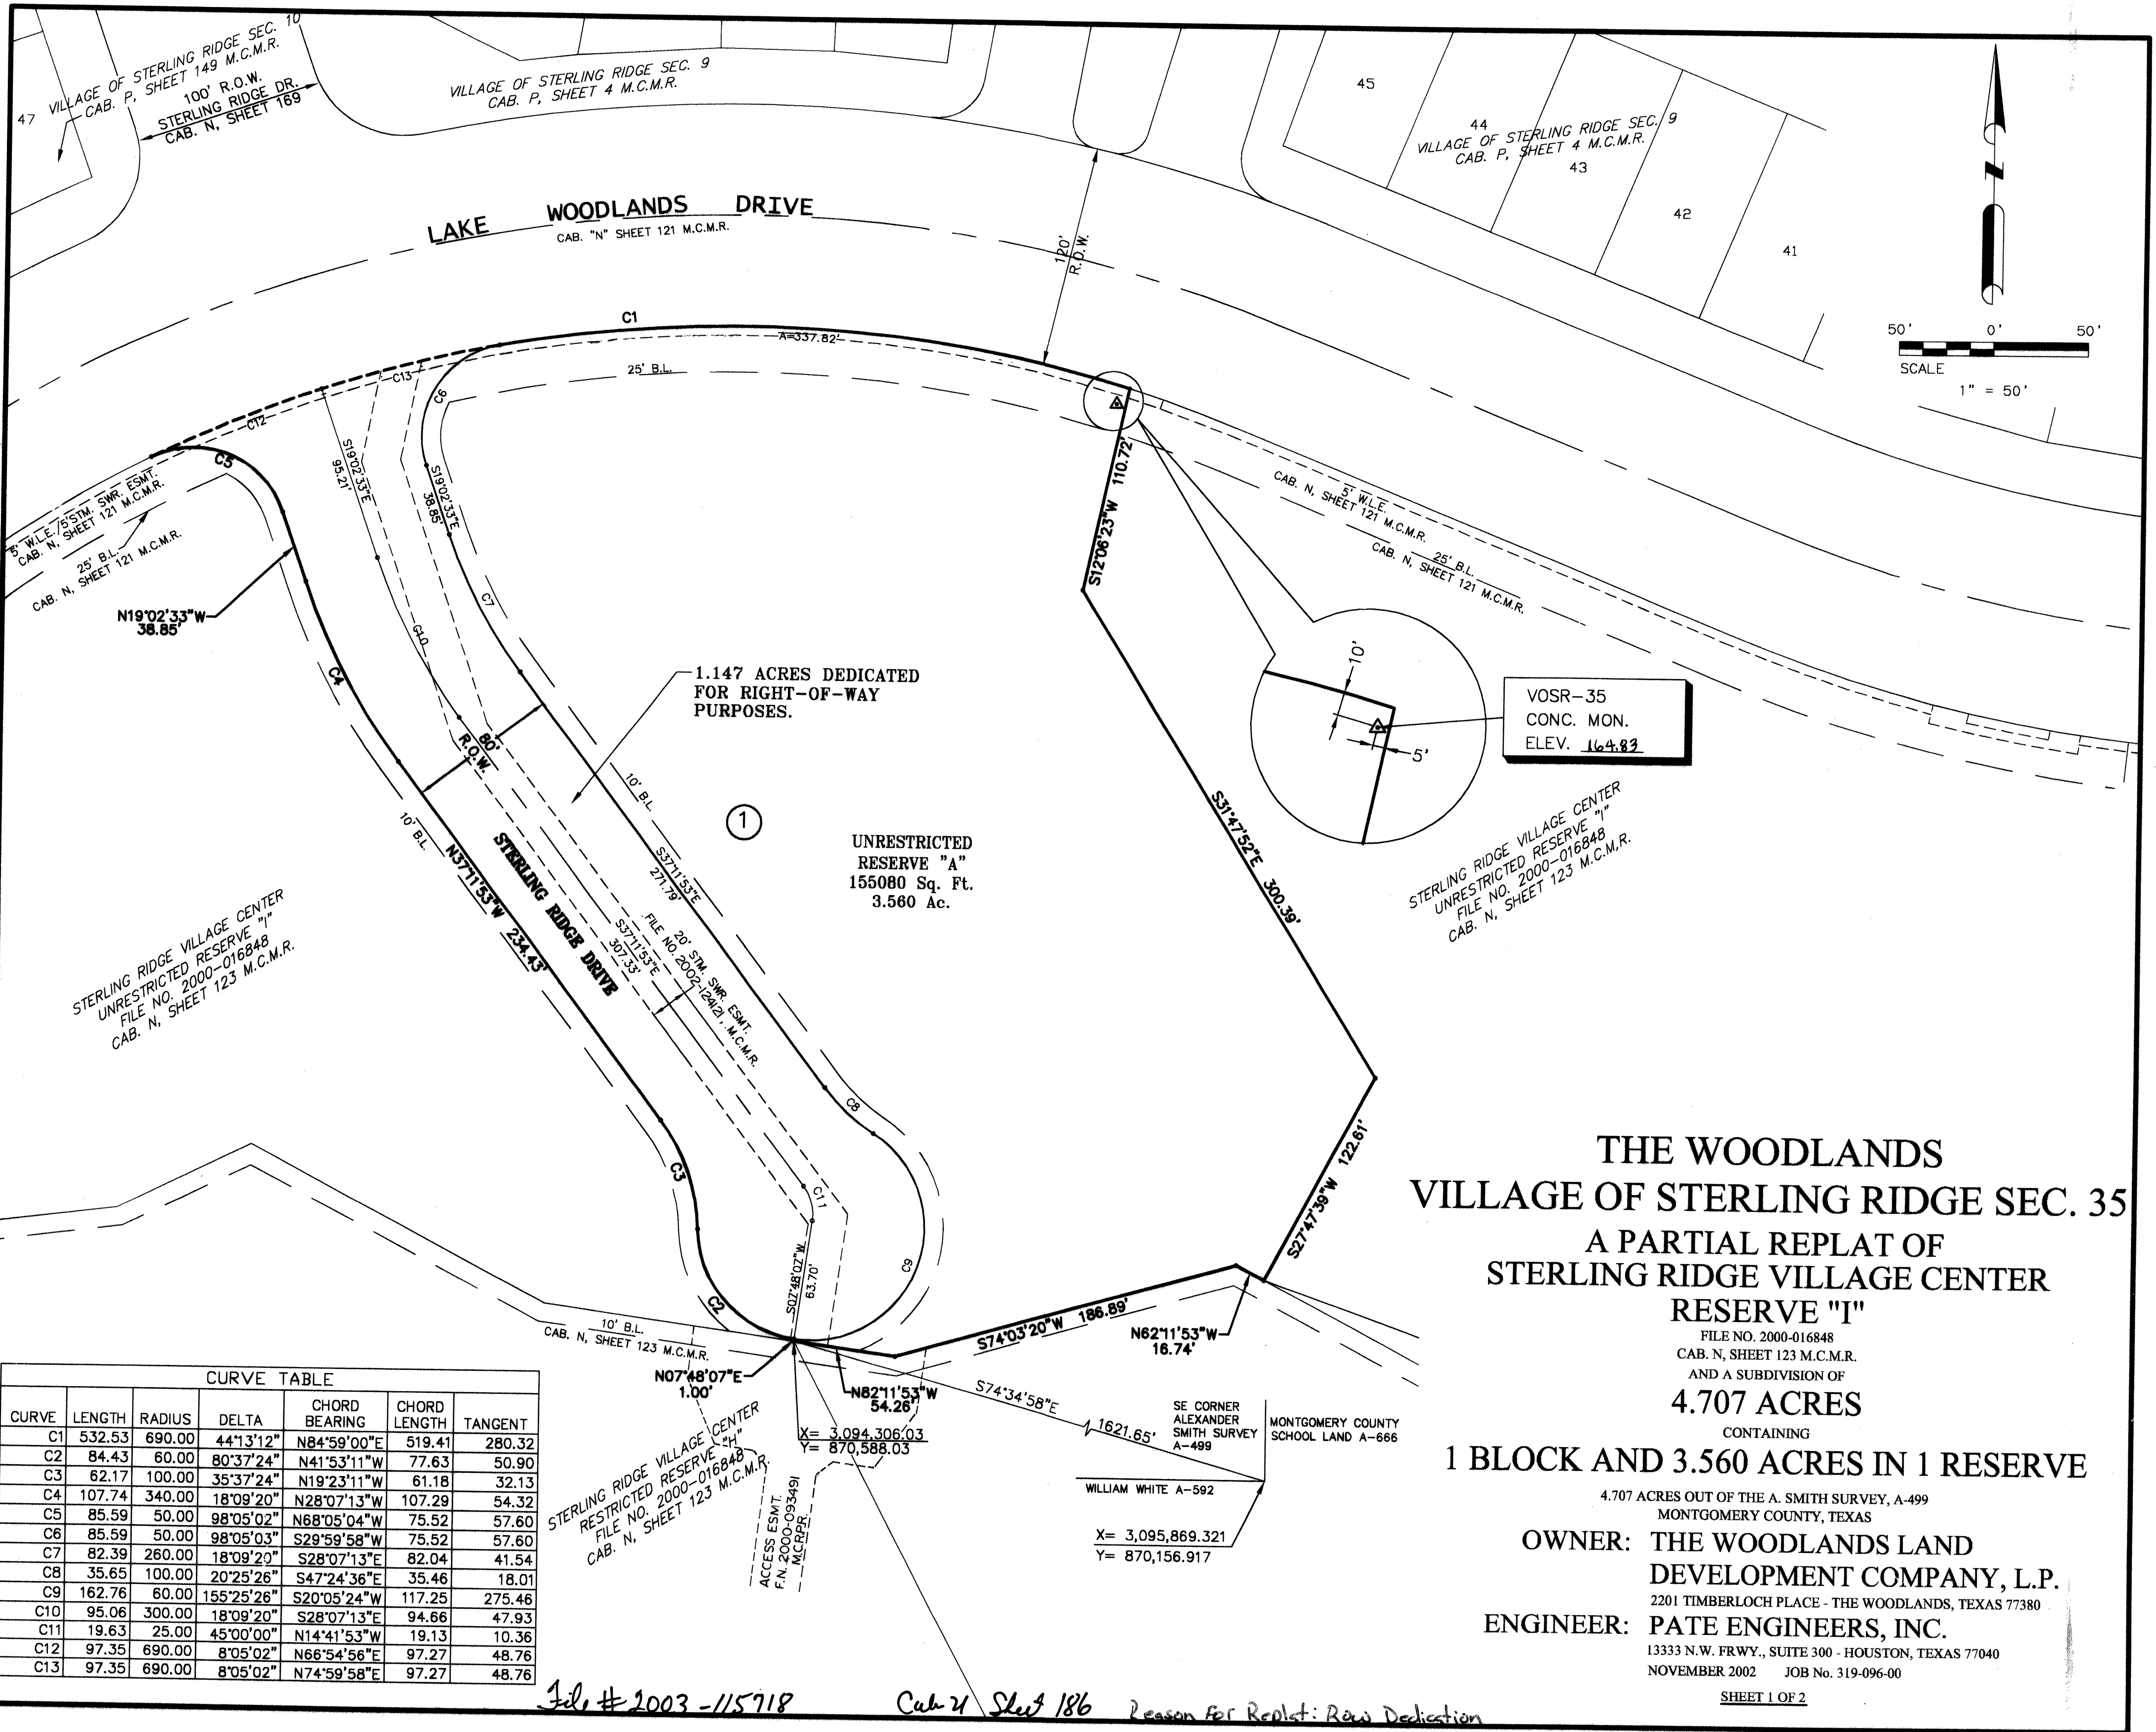 VILLAGE OF STERLING RIDGE SEC. 10
CAB. P, SHEET 149 M.C.M.R.
100' R.O.W.
STERLING RIDGE DR.
CAB. N, SHEET 169
47
VILLAGE OF STERLING RIDGE SEC. 9
CAB. P, SHEET 4 M.C.M.R.
45
44
VILLAGE OF STERLING RIDGE SEC. 9
CAB. P, SHEET 4 M.C.M.R.
43
42
41
N
50' 0' 50'
SCALE
1" = 50'
LAKE WOODLANDS DRIVE
CAB. "N" SHEET 121 M.C.M.R.
120'
R.O.W.
C1
A=337.82'
25' B.L.
C13
C12
C6
C5
5' W.L.E./5'STM. SWR. ESMT.
CAB. N, SHEET 121 M.C.M.R.
25' B.L.
CAB. N, SHEET 121 M.C.M.R.
S19°02'33"E
95.21'
S19°02'33"E
38.85'
N19°02'33"W
38.85'
C4
C10
C7
S12°06'23"W 110.72'
5' W.L.E.
CAB. N, SHEET 121 M.C.M.R.
25' B.L.
CAB. N, SHEET 121 M.C.M.R.
1.147 ACRES DEDICATED
FOR RIGHT-OF-WAY
PURPOSES.
80'
R.O.W.
10' B.L.
10' B.L.
10'
5'
VOSR-35
CONC. MON.
ELEV. 164.83
1
UNRESTRICTED
RESERVE "A"
155080 Sq. Ft.
3.560 Ac.
S31°47'52"E 300.39'
STERLING RIDGE VILLAGE CENTER
UNRESTRICTED RESERVE "I"
FILE NO. 2000-016848
CAB. N, SHEET 123 M.C.M.R.
STERLING RIDGE VILLAGE CENTER
UNRESTRICTED RESERVE "I"
FILE NO. 2000-016848
CAB. N, SHEET 123 M.C.M.R.
N37°11'53"W 234.43'
STERLING RIDGE DRIVE
S37°11'53"E
271.79'
S37°11'53"E
307.33'
20' STM. SWR. ESMT.
FILE NO. 2002-124121, M.C.M.R.
C8
C3
C11
C9
C2
S07°48'07"W
63.70'
S27°47'39"W 122.61'
S74°03'20"W 186.89'
N62°11'53"W
16.74'
10' B.L.
CAB. N, SHEET 123 M.C.M.R.
N07°48'07"E
1.00'
N82°11'53"W
54.26'
X= 3,094,306.03
Y= 870,588.03
S74°34'58"E
1621.65'
SE CORNER
ALEXANDER
SMITH SURVEY
A-499
MONTGOMERY COUNTY
SCHOOL LAND A-666
WILLIAM WHITE A-592
X= 3,095,869.321
Y= 870,156.917
STERLING RIDGE VILLAGE CENTER
RESTRICTED RESERVE "H"
FILE NO. 2000-016848
CAB. N, SHEET 123 M.C.M.R.
ACCESS ESMT.
F.N. 2000-093491
M.C.R.P.R.
CURVE TABLE
CURVE LENGTH RADIUS DELTA CHORD BEARING CHORD LENGTH TANGENT
C1 532.53 690.00 44°13'12" N84°59'00"E 519.41 280.32
C2 84.43 60.00 80°37'24" N41°53'11"W 77.63 50.90
C3 62.17 100.00 35°37'24" N19°23'11"W 61.18 32.13
C4 107.74 340.00 18°09'20" N28°07'13"W 107.29 54.32
C5 85.59 50.00 98°05'02" N68°05'04"W 75.52 57.60
C6 85.59 50.00 98°05'03" S29°59'58"W 75.52 57.60
C7 82.39 260.00 18°09'20" S28°07'13"E 82.04 41.54
C8 35.65 100.00 20°25'26" S47°24'36"E 35.46 18.01
C9 162.76 60.00 155°25'26" S20°05'24"W 117.25 275.46
C10 95.06 300.00 18°09'20" S28°07'13"E 94.66 47.93
C11 19.63 25.00 45°00'00" N14°41'53"W 19.13 10.36
C12 97.35 690.00 8°05'02" N66°54'56"E 97.27 48.76
C13 97.35 690.00 8°05'02" N74°59'58"E 97.27 48.76
THE WOODLANDS
VILLAGE OF STERLING RIDGE SEC. 35
A PARTIAL REPLAT OF
STERLING RIDGE VILLAGE CENTER
RESERVE "I"
FILE NO. 2000-016848
CAB. N, SHEET 123 M.C.M.R.
AND A SUBDIVISION OF
4.707 ACRES
CONTAINING
1 BLOCK AND 3.560 ACRES IN 1 RESERVE
4.707 ACRES OUT OF THE A. SMITH SURVEY, A-499
MONTGOMERY COUNTY, TEXAS
OWNER: THE WOODLANDS LAND
DEVELOPMENT COMPANY, L.P.
2201 TIMBERLOCH PLACE - THE WOODLANDS, TEXAS 77380
ENGINEER: PATE ENGINEERS, INC.
13333 N.W. FRWY., SUITE 300 - HOUSTON, TEXAS 77040
NOVEMBER 2002 JOB No. 319-096-00
SHEET 1 OF 2
File # 2003-115718 Cab Sheet 186 Reason For Replat: Row Dedication